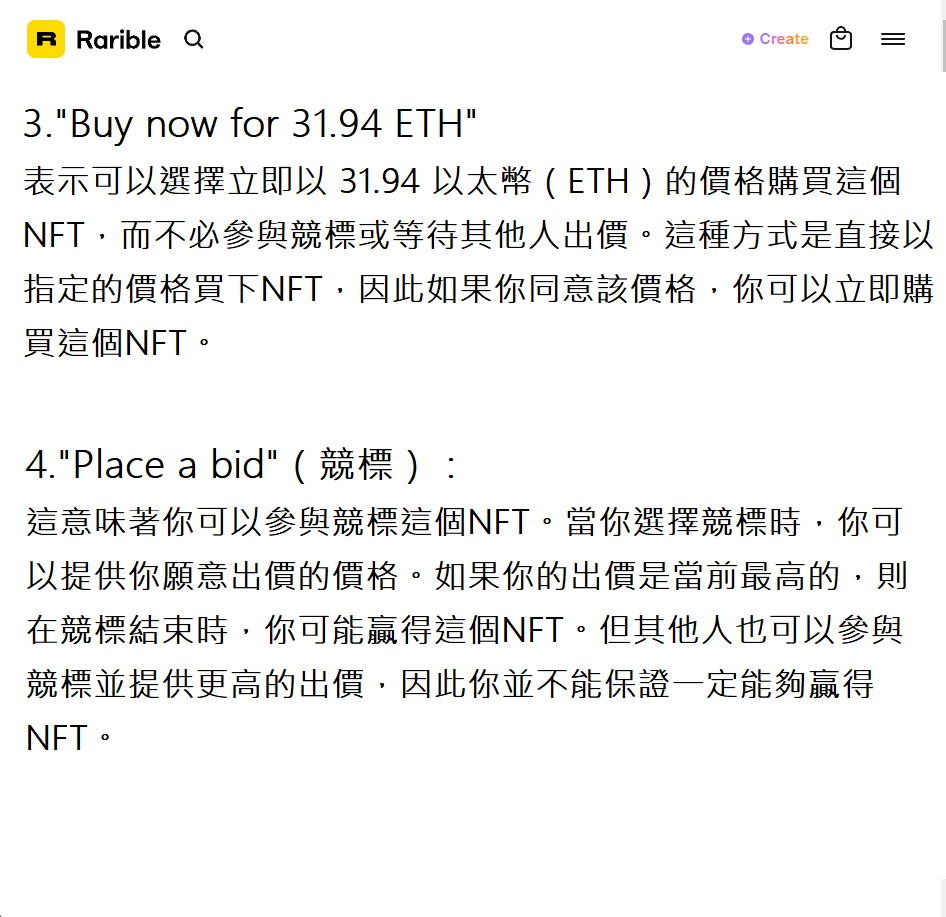 Rarible
Create
3."Buy now for 31.94 ETH"
表示可以選擇立即以 31.94 以太幣（ETH）的價格購買這個
NFT，而不必參與競標或等待其他人出價。這種方式是直接以
指定的價格買下NFT，因此如果你同意該價格，你可以立即購
買這個NFT。
4."Place a bid"（競標）：
這意味著你可以參與競標這個NFT。當你選擇競標時，你可
以提供你願意出價的價格。如果你的出價是當前最高的，則
在競標結束時，你可能贏得這個NFT。但其他人也可以參與
競標並提供更高的出價，因此你並不能保證一定能夠贏得
NFT。